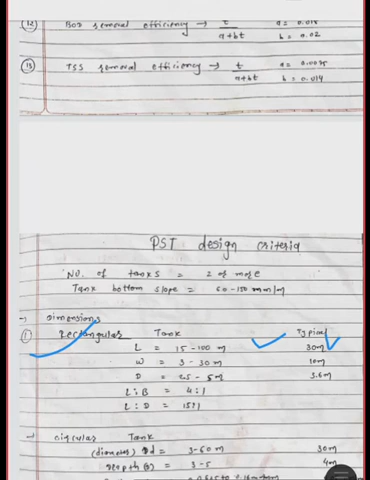 (12) BOD removal efficiency → t / a+bt a = 0.018
b = 0.02
(13) TSS removal efficiency → t / a+bt a = 0.0075
b = 0.014
PST design criteria
No. of tanks = 2 or more
Tank bottom slope = 60-150 mm/m
→ Dimensions
(1) Rectangular Tank Typical
L = 15-100 m 30m
W = 3-30m 10m
D = 2.5-5m 3.6m
L:B = 4:1
L:D = 15:1
→ circular Tank
(diameter) d = 3-60m 30m
Depth = 3-5 4m